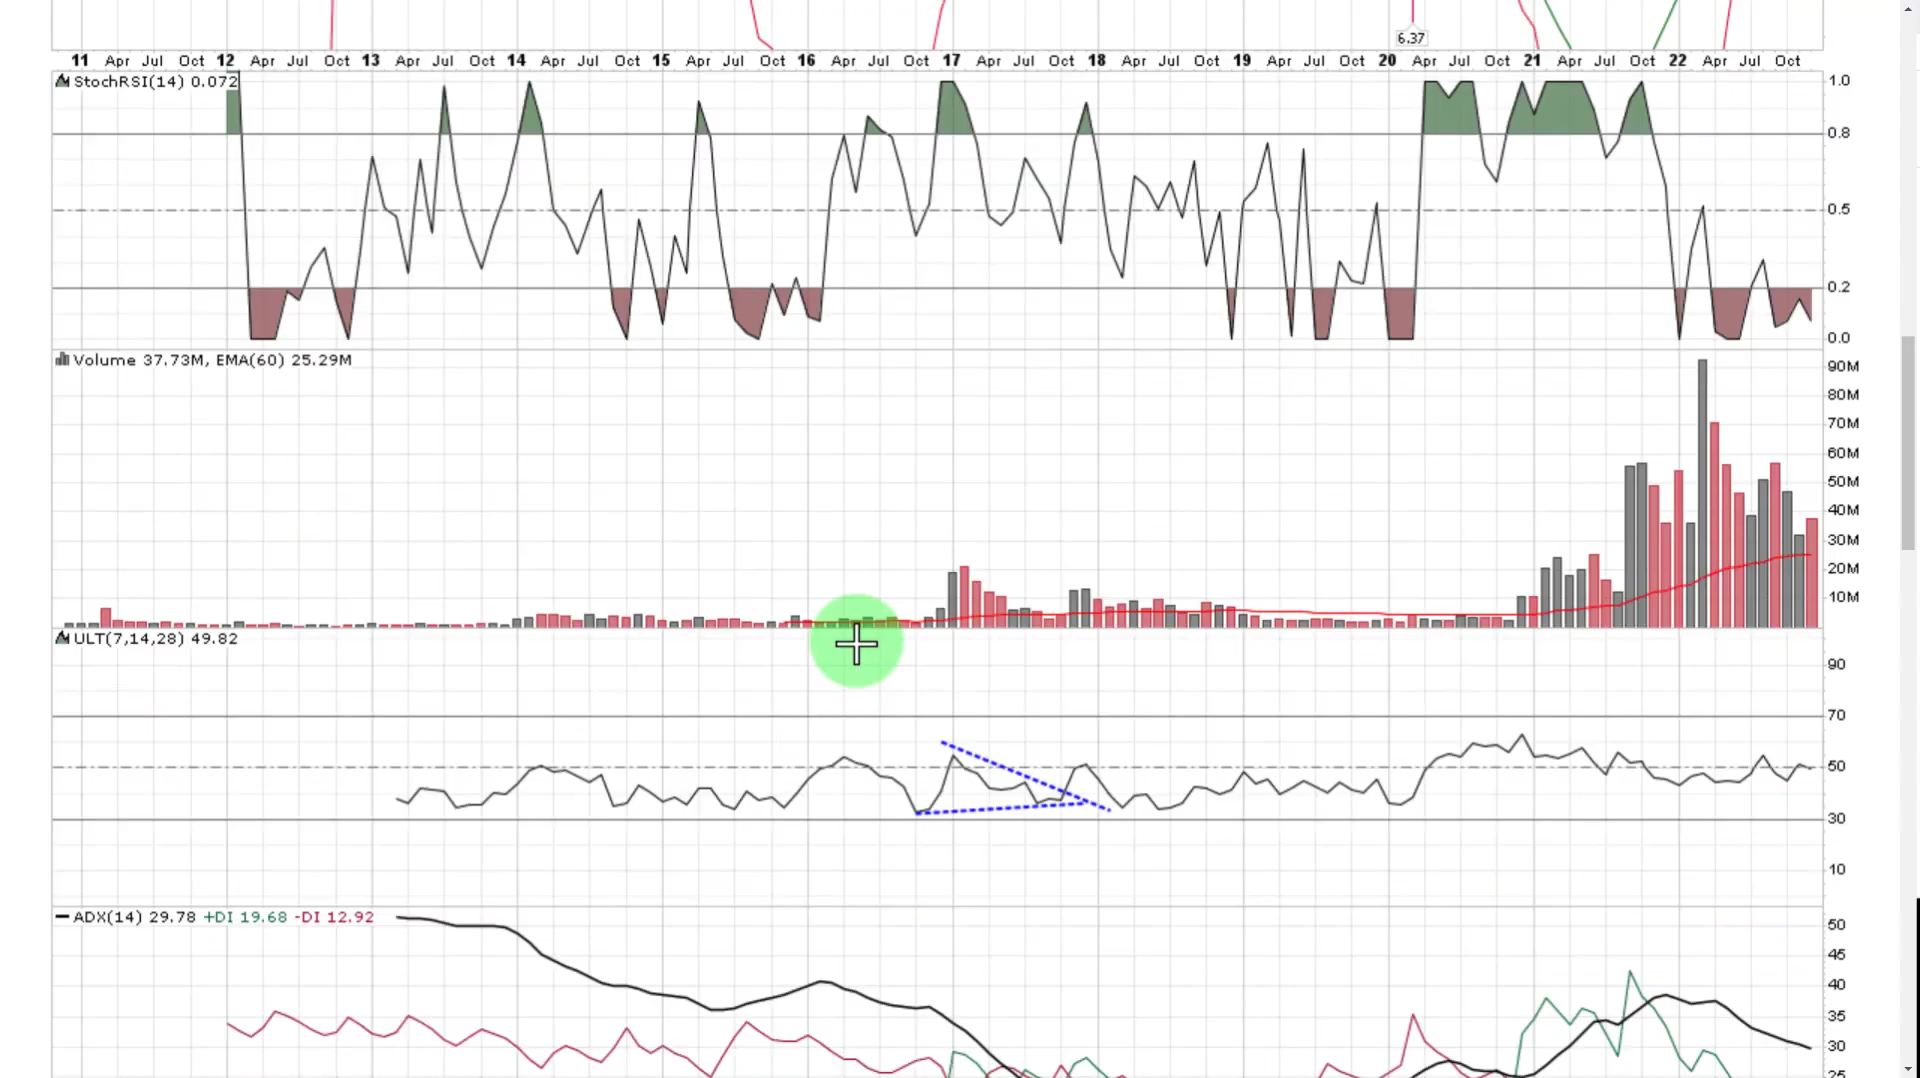 6.37
11 Apr Jul Oct 12 Apr Jul Oct 13 Apr Jul Oct 14 Apr Jul Oct 15 Apr Jul Oct 16 Apr Jul Oct 17 Apr Jul Oct 18 Apr Jul Oct 19 Apr Jul Oct 20 Apr Jul Oct 21 Apr Jul Oct 22 Apr Jul Oct
StochRSI(14) 0.072
1.0
0.8
0.5
0.2
0.0
Volume 37.73M, EMA(60) 25.29M
90M
80M
70M
60M
50M
40M
30M
20M
10M
ULT(7,14,28) 49.82
90
70
50
30
10
ADX(14) 29.78 +DI 19.68 -DI 12.92
50
45
40
35
30
25